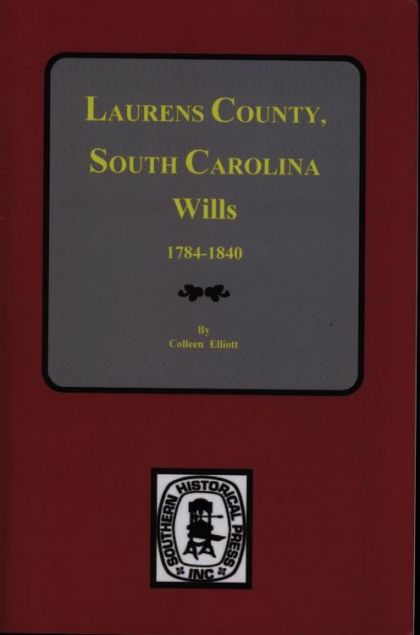 LAURENS COUNTY,
SOUTH CAROLINA
Wills
1784-1840
By
Colleen Elliott
SOUTHERN HISTORICAL PRESS
INC